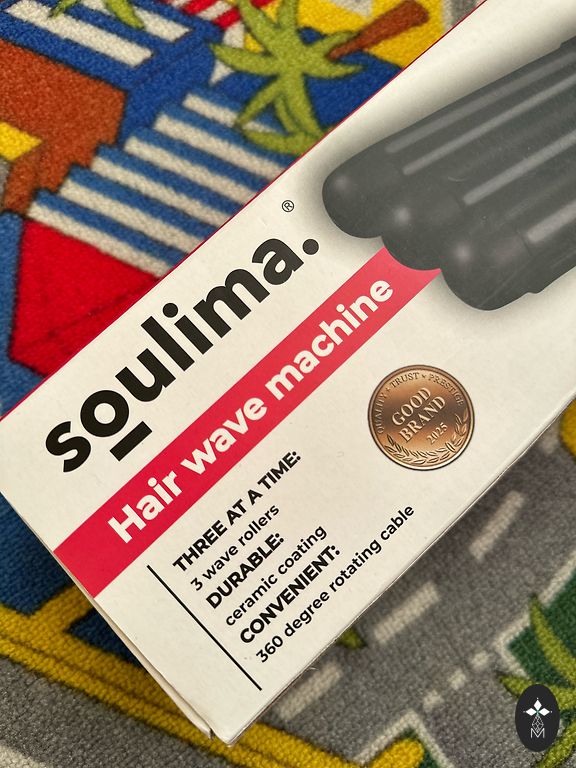 soulima.®
Hair wave machine
QUALITY • TRUST • PRESTIGE
GOOD
BRAND
2025
THREE AT A TIME:
3 wave rollers
DURABLE:
ceramic coating
CONVENIENT:
360 degree rotating cable
M